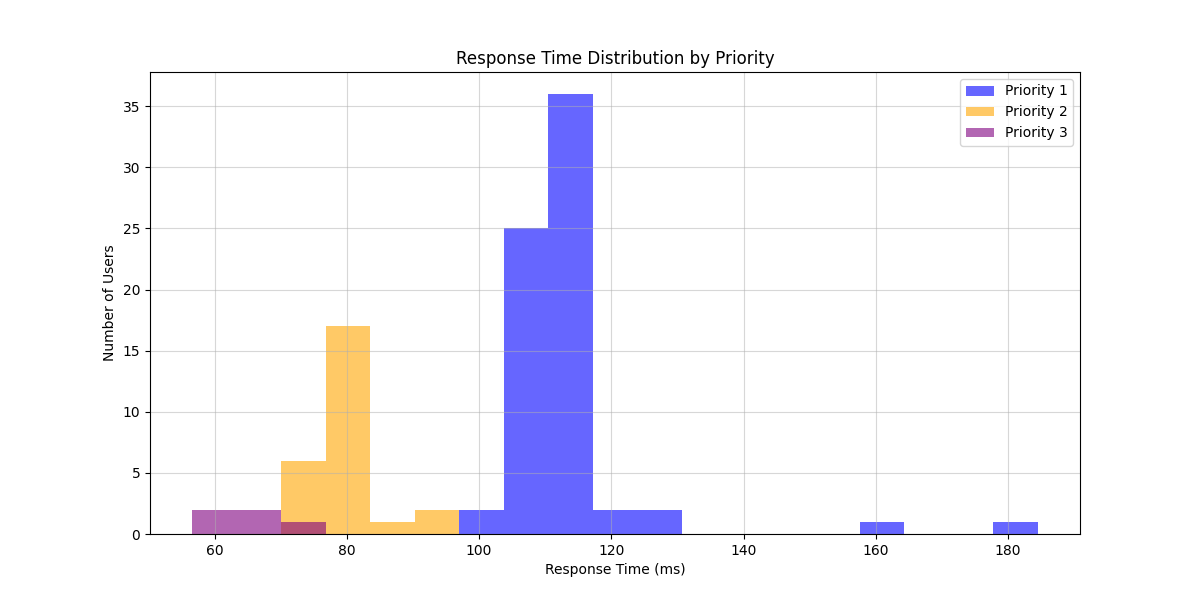 Response Time Distribution by Priority
Priority 1
Priority 2
Priority 3
35
30
25
20
15
10
5
0
Number of Users
60 80 100 120 140 160 180
Response Time (ms)